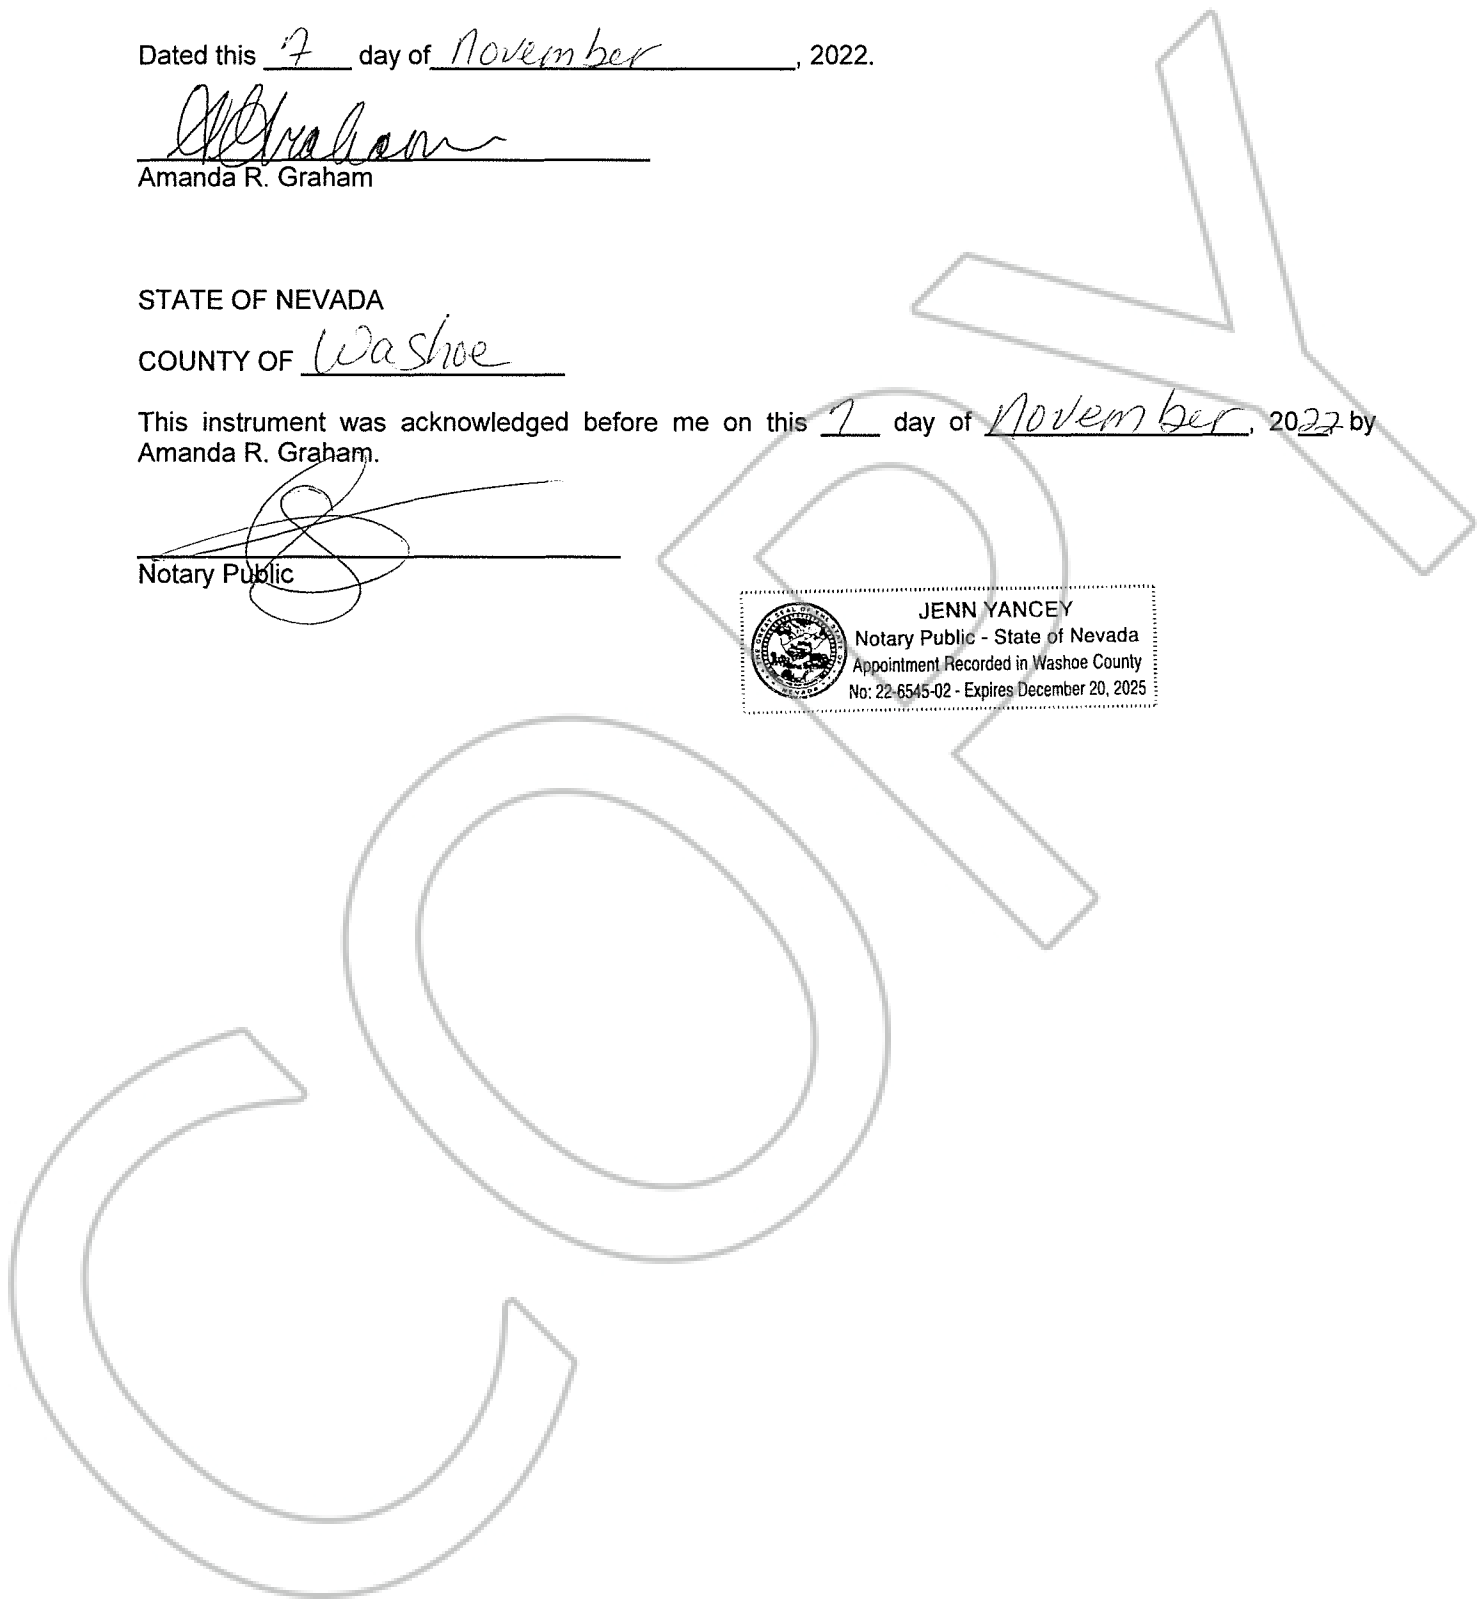 Dated this 7 day of November, 2022.
Amanda R. Graham
STATE OF NEVADA
COUNTY OF Washoe
This instrument was acknowledged before me on this 7 day of November, 2022 by
Amanda R. Graham.
Notary Public
JENN YANCEY
Notary Public - State of Nevada
Appointment Recorded in Washoe County
No: 22-6545-02 - Expires December 20, 2025
COPY